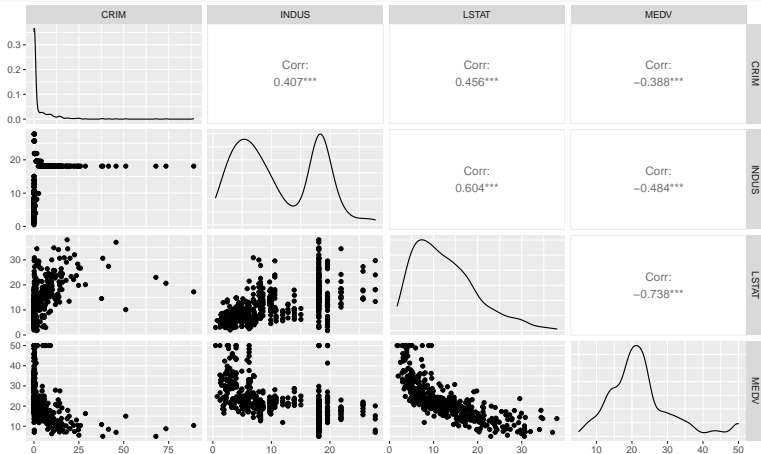 CRIM INDUS LSTAT MEDV
0.3
0.2
0.1
0.0
Corr:
0.407***
Corr:
0.456***
Corr:
−0.388***
CRIM
20
10
0
Corr:
0.604***
Corr:
−0.484***
INDUS
30
20
10
0
Corr:
−0.738***
LSTAT
50
40
30
20
10
MEDV
0 25 50 75 0 10 20 0 10 20 30 10 20 30 40 50